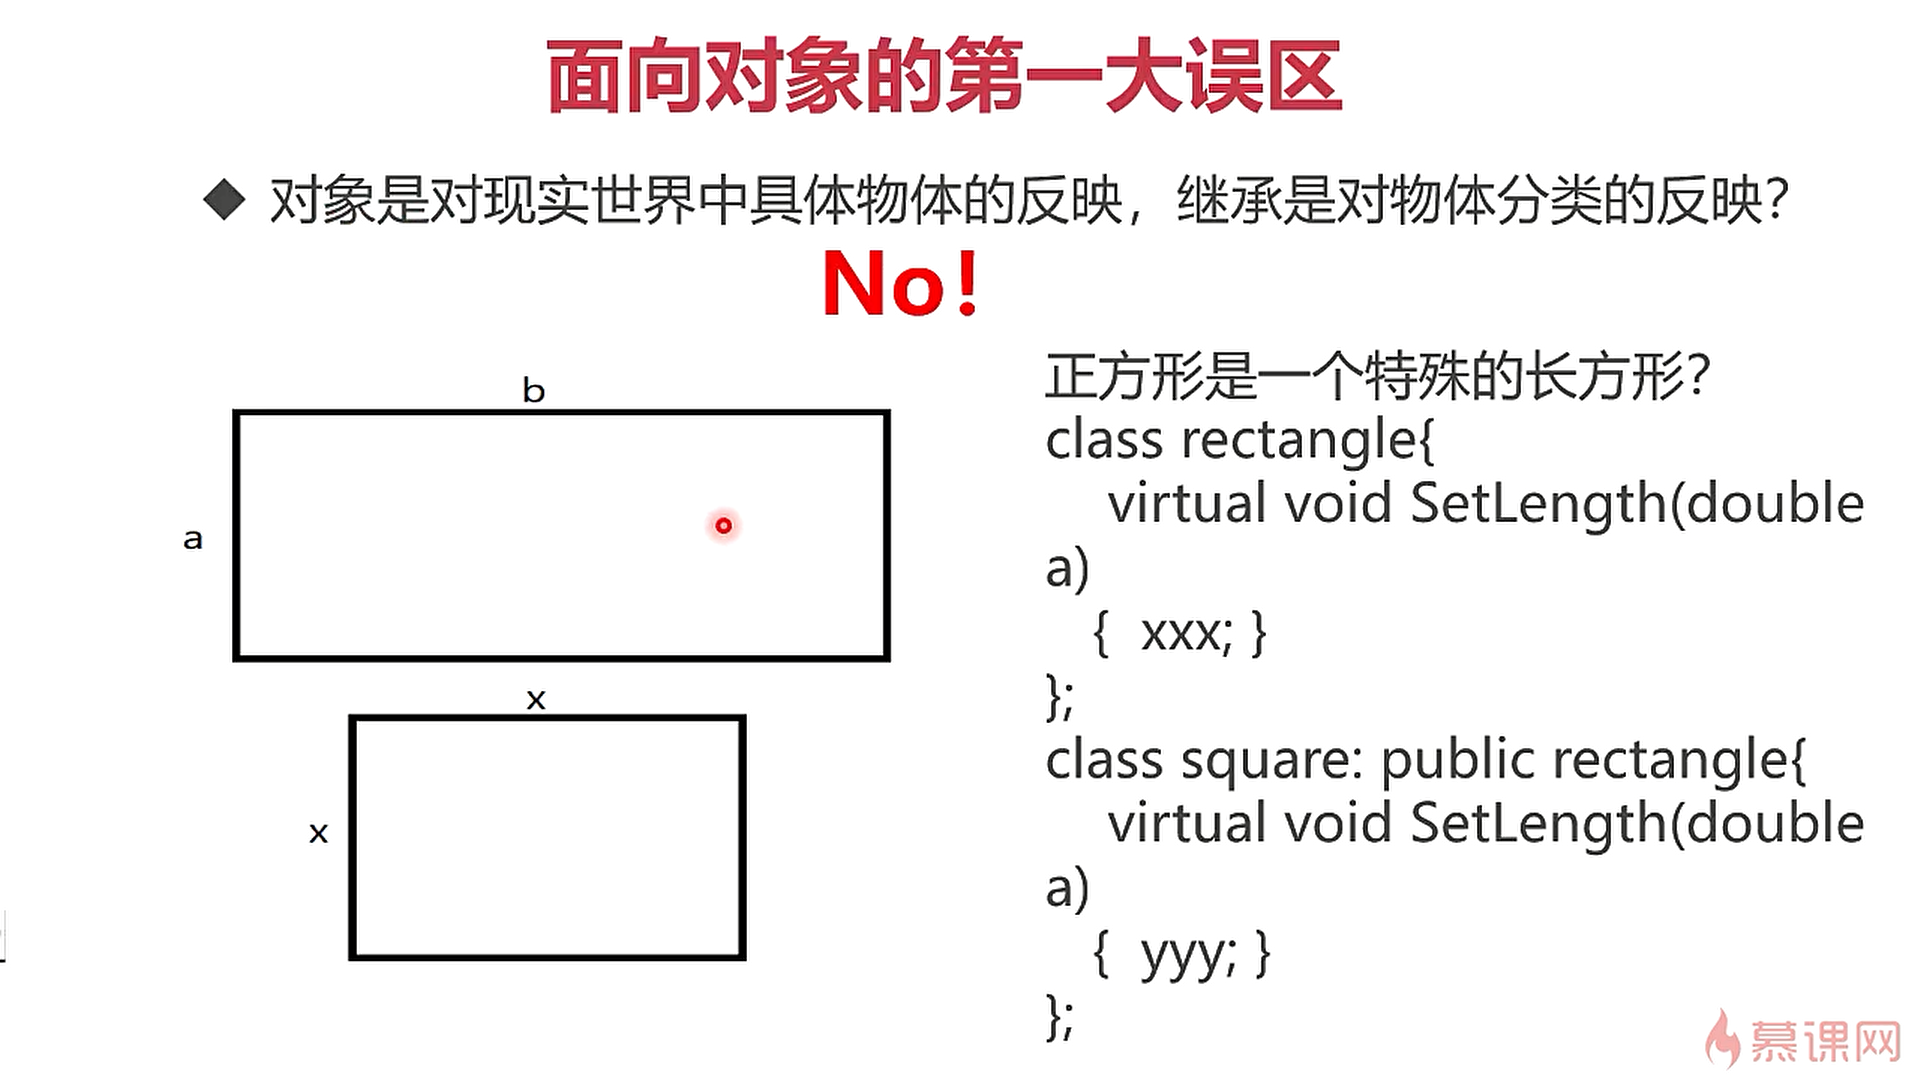 面向对象的第一大误区
◆ 对象是对现实世界中具体物体的反映，继承是对物体分类的反映？
No!
b
a
x
x
正方形是一个特殊的长方形？
class rectangle{
virtual void SetLength(double
a)
{ xxx; }
};
class square: public rectangle{
virtual void SetLength(double
a)
{ yyy; }
};
慕课网